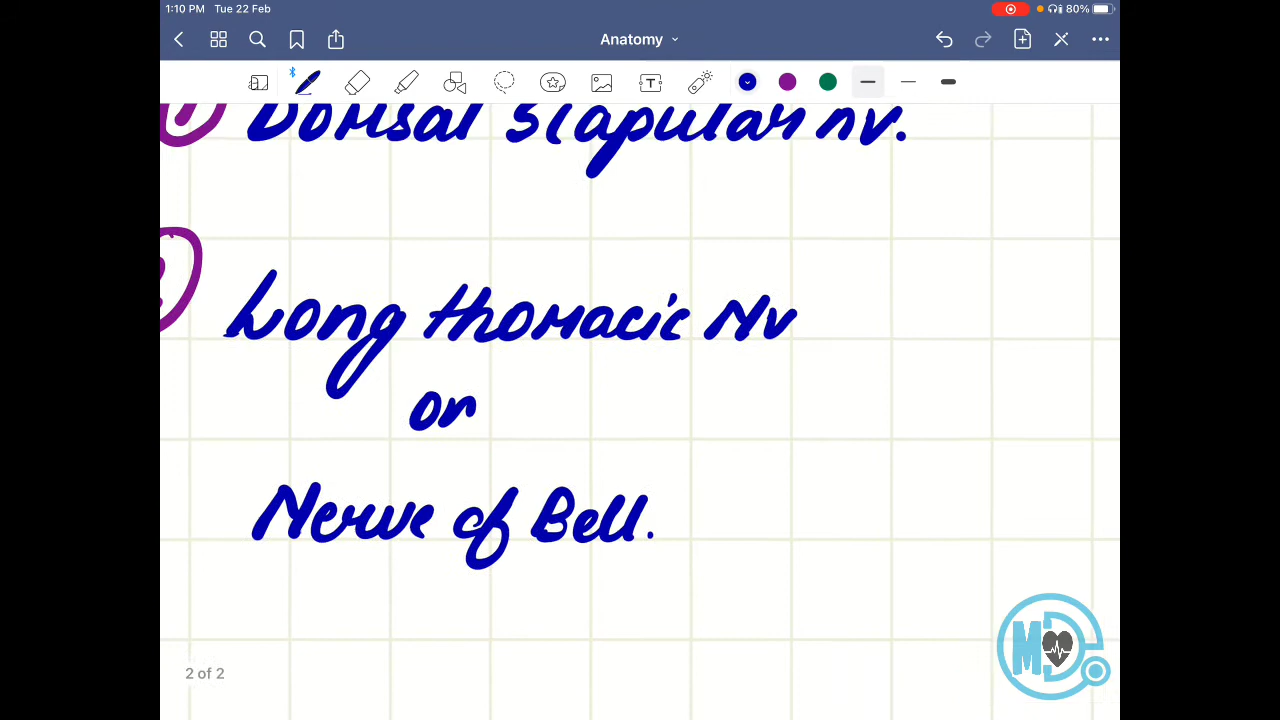 1:10 PM Tue 22 Feb 80%
Anatomy
T
Dorsal Scapular nv.
Long thoracic Nv
or
Nerve of Bell.
2 of 2
MD